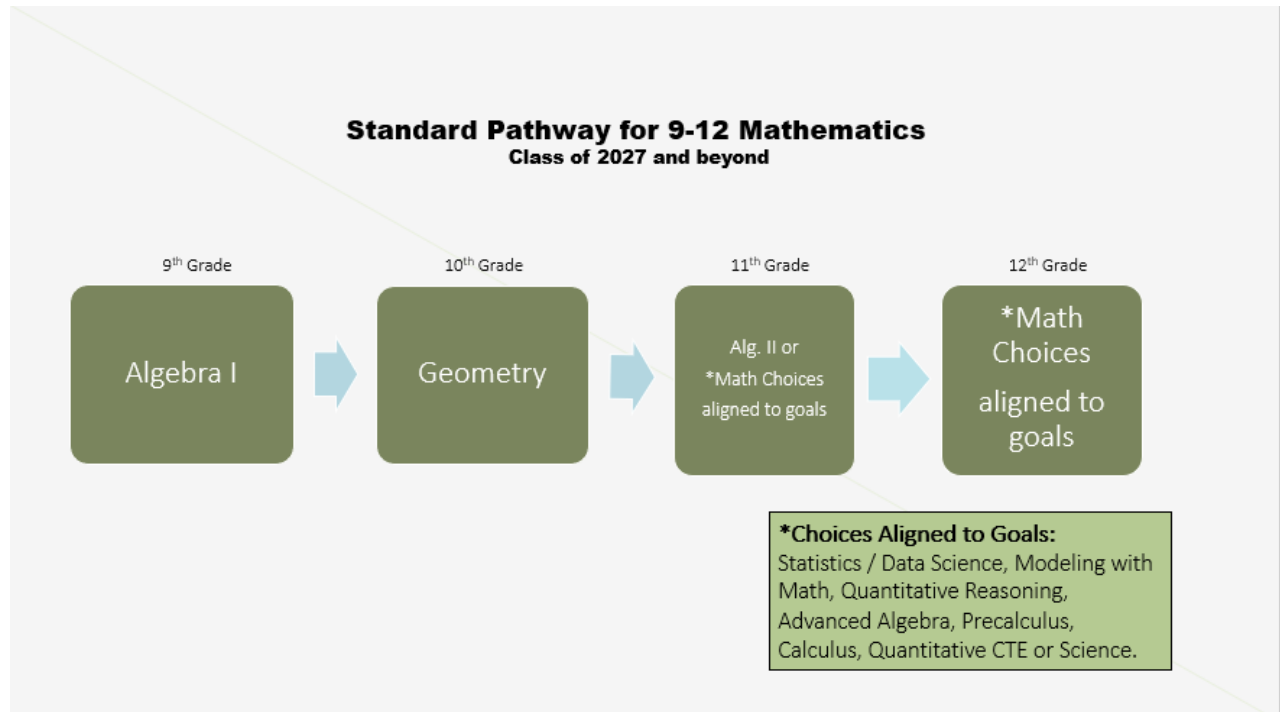 Standard Pathway for 9-12 Mathematics
Class of 2027 and beyond
9th Grade
Algebra I
10th Grade
Geometry
11th Grade
Alg. II or
*Math Choices
aligned to goals
12th Grade
*Math
Choices
aligned to
goals
*Choices Aligned to Goals:
Statistics / Data Science, Modeling with
Math, Quantitative Reasoning,
Advanced Algebra, Precalculus,
Calculus, Quantitative CTE or Science.